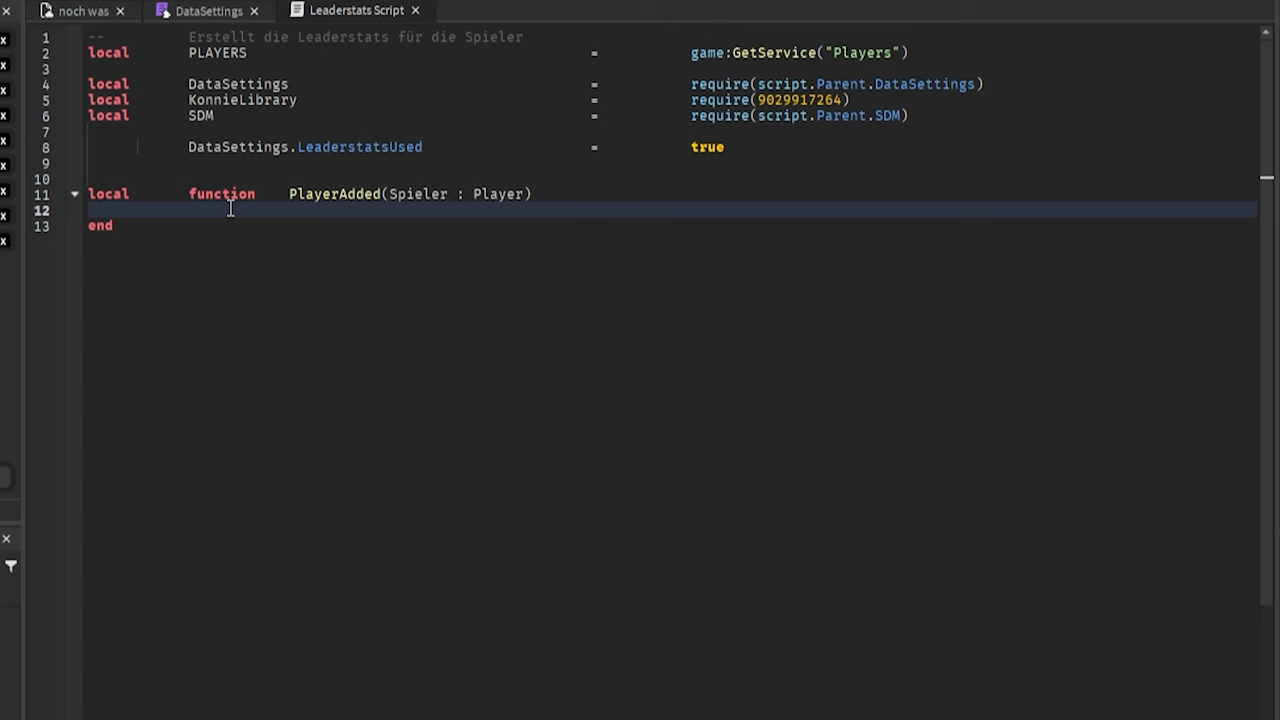 noch was DataSettings Leaderstats Script
1 -- Erstellt die Leaderstats für die Spieler
2 local PLAYERS = game:GetService("Players")
3
4 local DataSettings = require(script.Parent.DataSettings)
5 local KonnieLibrary = require(9029917264)
6 local SDM = require(script.Parent.SDM)
7
8 DataSettings.LeaderstatsUsed = true
9
10
11 local function PlayerAdded(Spieler : Player)
12
13 end